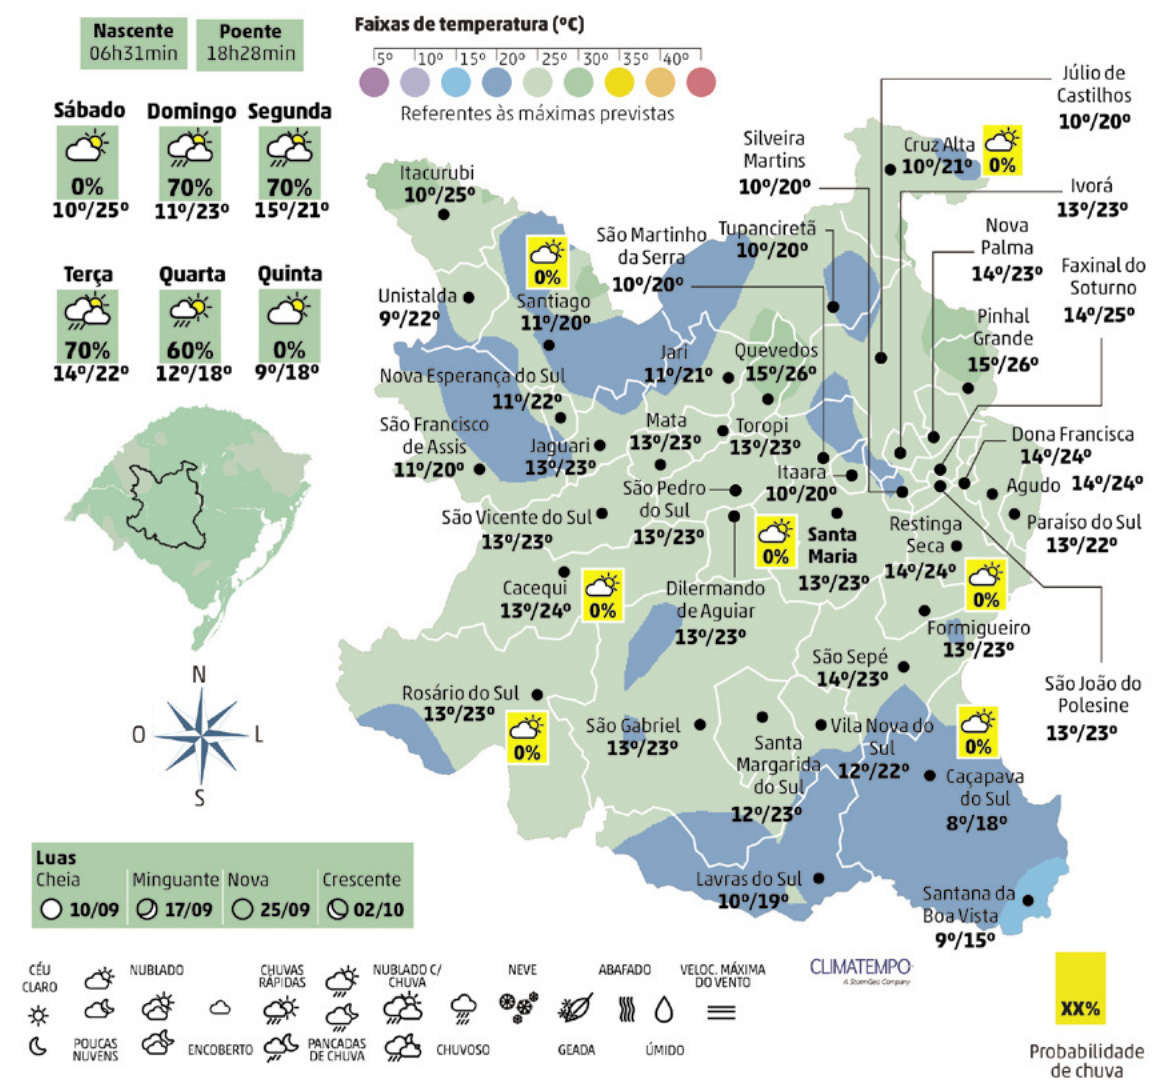 Nascente
06h31min
Poente
18h28min
Faixas de temperatura (ºC)
5º 10º 15º 20º 25º 30º 35º 40º
Referentes às máximas previstas
Sábado
0%
10º/25º
Domingo
70%
11º/23º
Segunda
70%
15º/21º
Terça
70%
14º/22º
Quarta
60%
12º/18º
Quinta
0%
9º/18º
Júlio de
Castilhos
10º/20º
Silveira
Martins
10º/20º
Cruz Alta
10º/21º
0%
Itacurubi
10º/25º
Ivorá
13º/23º
Nova
Palma
14º/23º
Tupanciretã
10º/20º
São Martinho
da Serra
10º/20º
Faxinal do
Soturno
14º/25º
0%
Santiago
11º/20º
Unistalda
9º/22º
Pinhal
Grande
15º/26º
Jari
11º/21º
Quevedos
15º/26º
Nova Esperança do Sul
11º/22º
São Francisco
de Assis
11º/20º
Jaguari
13º/23º
Mata
13º/23º
Toropi
13º/23º
Dona Francisca
14º/24º
Itaara
10º/20º
Agudo 14º/24º
São Pedro
do Sul
13º/23º
São Vicente do Sul
13º/23º
0%
Santa
Maria
13º/23º
Restinga
Seca
14º/24º
Paraíso do Sul
13º/22º
Cacequi
13º/24º
0%
Dilermando
de Aguiar
13º/23º
0%
Formigueiro
13º/23º
São Sepé
14º/23º
São João do
Polesine
13º/23º
Rosário do Sul
13º/23º
0%
São Gabriel
13º/23º
Santa
Margarida
do Sul
12º/23º
Vila Nova do
Sul
12º/22º
0%
Caçapava
do Sul
8º/18º
Lavras do Sul
10º/19º
Santana da
Boa Vista
9º/15º
N
O
L
S
Luas
Cheia
10/09
Minguante
17/09
Nova
25/09
Crescente
02/10
CÉU
CLARO
POUCAS
NUVENS
NUBLADO
ENCOBERTO
CHUVAS
RÁPIDAS
PANCADAS
DE CHUVA
NUBLADO C/
CHUVA
CHUVOSO
NEVE
GEADA
ABAFADO
ÚMIDO
VELOC. MÁXIMA
DO VENTO
CLIMATEMPO
A StormGeo Company
XX%
Probabilidade
de chuva